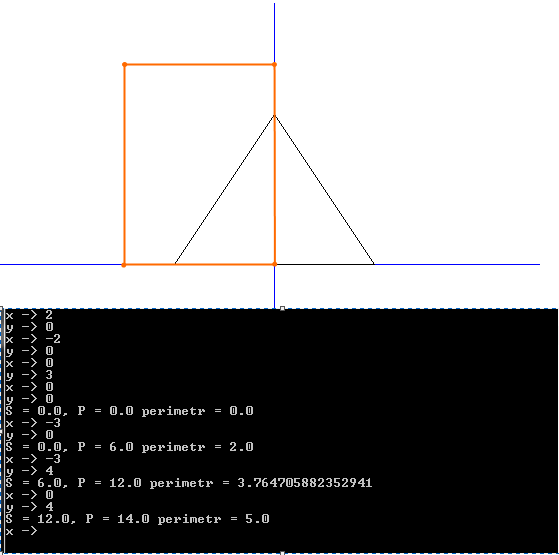 x -> 2
y -> 0
x -> -2
y -> 0
x -> 0
y -> 3
x -> 0
y -> 0
S = 0.0, P = 0.0 perimetr = 0.0
x -> -3
y -> 0
S = 0.0, P = 6.0 perimetr = 2.0
x -> -3
y -> 4
S = 6.0, P = 12.0 perimetr = 3.764705882352941
x -> 0
y -> 4
S = 12.0, P = 14.0 perimetr = 5.0
x ->